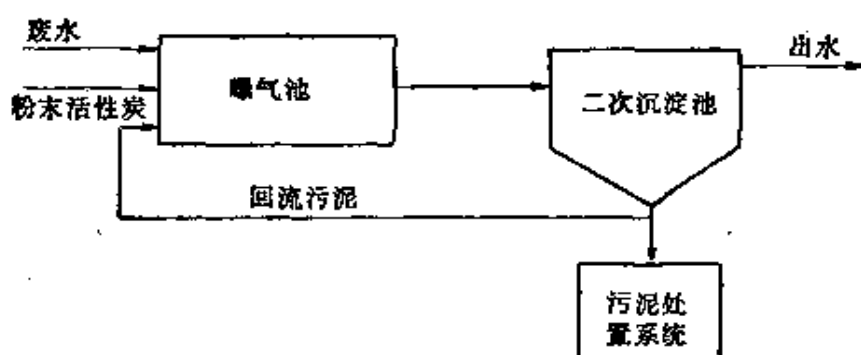 废水
粉末活性炭
曝气池
二次沉淀池
出水
回流污泥
污泥处
置系统